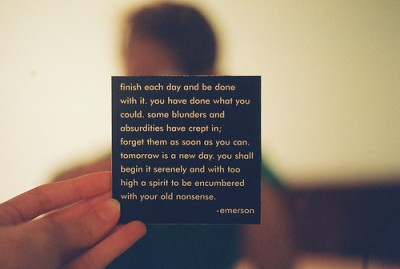 finish each day and be done
with it. you have done what you
could. some blunders and
absurdities have crept in;
forget them as soon as you can.
tomorrow is a new day. you shall
begin it serenely and with too
high a spirit to be encumbered
with your old nonsense.
-emerson